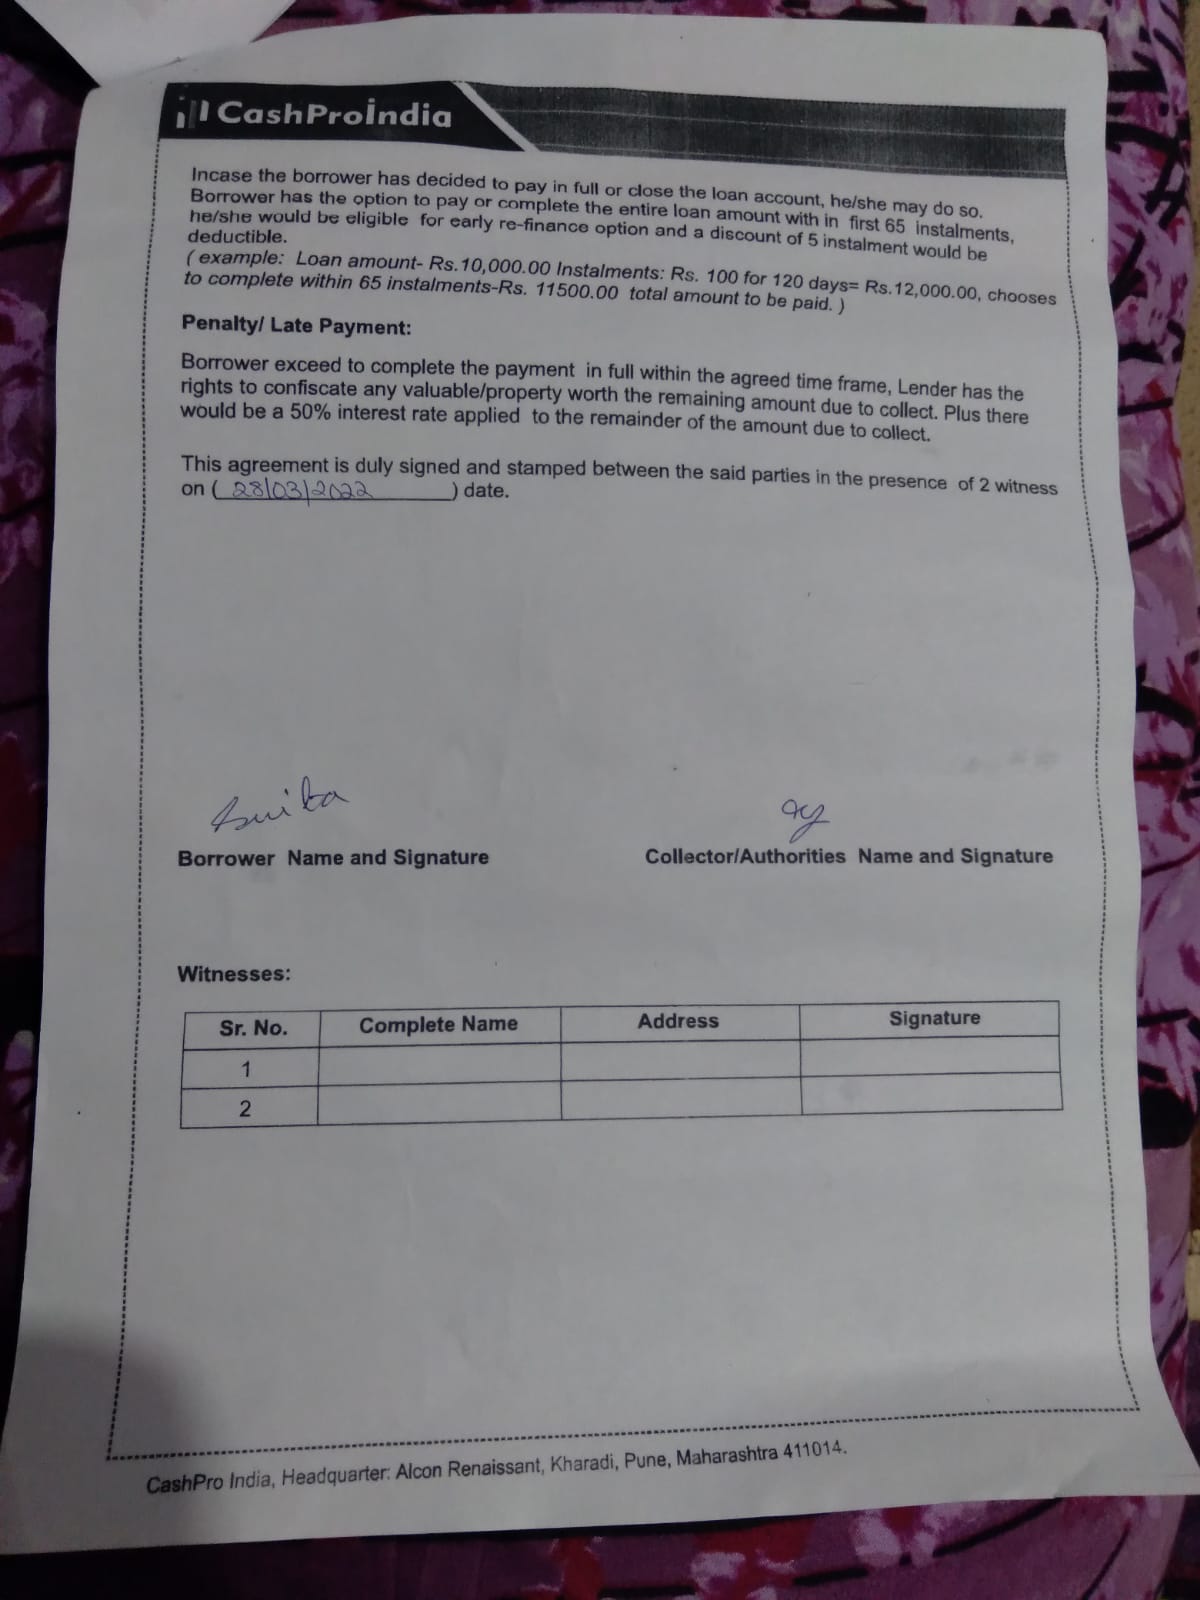 CashProindia
Incase the borrower has decided to pay in full or close the loan account, he/she may do so.
Borrower has the option to pay or complete the entire loan amount with in first 65 instalments,
he/she would be eligible for early re-finance option and a discount of 5 instalment would be
deductible.
( example: Loan amount- Rs.10,000.00 Instalments: Rs. 100 for 120 days= Rs.12,000.00, chooses
to complete within 65 instalments-Rs. 11500.00 total amount to be paid. )
Penalty/ Late Payment:
Borrower exceed to complete the payment in full within the agreed time frame, Lender has the
rights to confiscate any valuable/property worth the remaining amount due to collect. Plus there
would be a 50% interest rate applied to the remainder of the amount due to collect.
This agreement is duly signed and stamped between the said parties in the presence of 2 witness
on ( 28/03/2022 ) date.
Borrower Name and Signature Collector/Authorities Name and Signature
Witnesses:
Sr. No. Complete Name Address Signature
1
2
CashPro India, Headquarter: Alcon Renaissant, Kharadi, Pune, Maharashtra 411014.